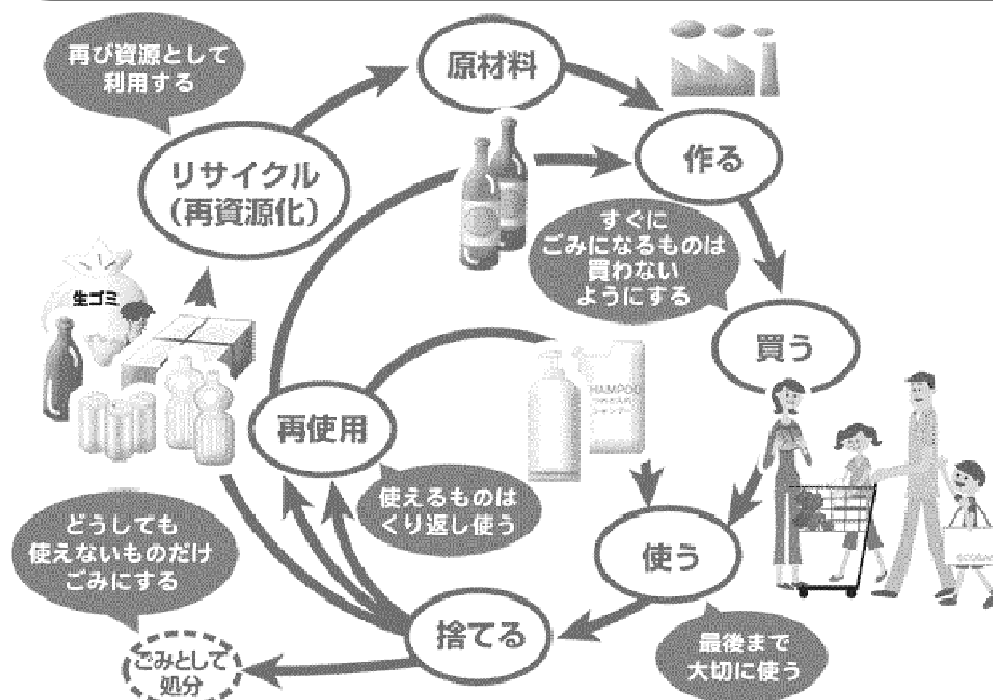 再び資源として
利用する
原材料
リサイクル
(再資源化)
作る
すぐに
ごみになるものは
買わない
ようにする
生ゴミ
買う
再使用
使えるものは
くり返し使う
どうしても
使えないものだけ
ごみにする
使う
捨てる
最後まで
大切に使う
ごみとして
処分